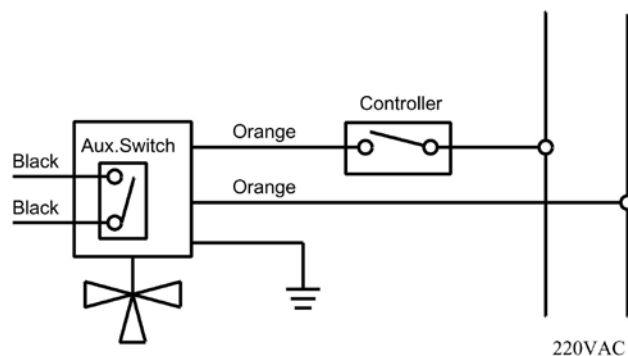 Controller
Orange
Aux.Switch
Black
Orange
Black
220VAC